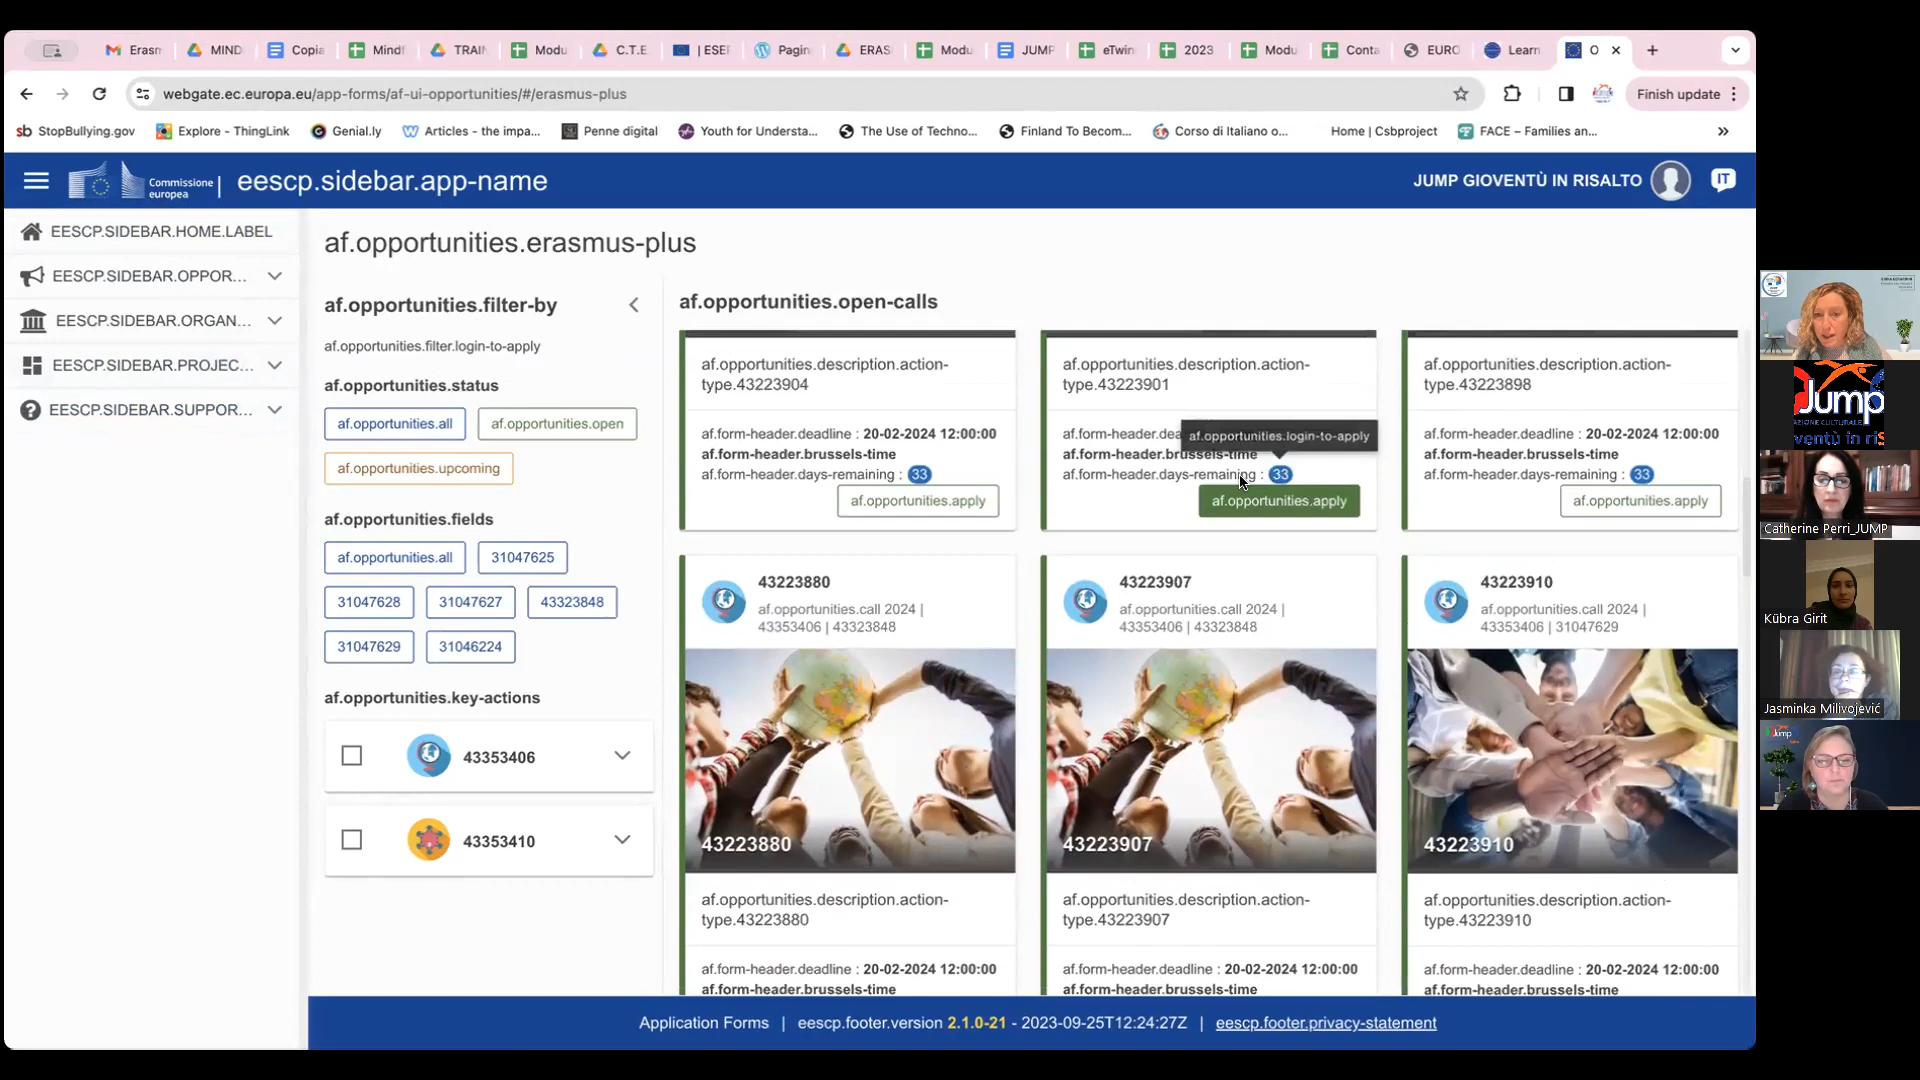 Erasm
MIND
Copia
Mindf
TRAIN
Modu
C.T.E
| ESEF
Pagin
ERAS
Modu
JUMP
eTwin
2023
Modu
Conta
EURO
Learn
O
webgate.ec.europa.eu/app-forms/af-ui-opportunities/#/erasmus-plus
Finish update
sb StopBullying.gov
Explore - ThingLink
Genial.ly
Articles - the impa...
Penne digital
Youth for Understa...
The Use of Techno...
Finland To Becom...
Corso di Italiano o...
Home | Csbproject
FACE – Families an...
Commissione
europea
eescp.sidebar.app-name
JUMP GIOVENTÙ IN RISALTO
IT
EESCP.SIDEBAR.HOME.LABEL
EESCP.SIDEBAR.OPPOR...
EESCP.SIDEBAR.ORGAN...
EESCP.SIDEBAR.PROJEC...
EESCP.SIDEBAR.SUPPOR...
af.opportunities.erasmus-plus
af.opportunities.filter-by
af.opportunities.filter.login-to-apply
af.opportunities.status
af.opportunities.all
af.opportunities.open
af.opportunities.upcoming
af.opportunities.fields
af.opportunities.all
31047625
31047628
31047627
43323848
31047629
31046224
af.opportunities.key-actions
43353406
43353410
af.opportunities.open-calls
af.opportunities.description.action-
type.43223904
af.form-header.deadline : 20-02-2024 12:00:00
af.form-header.brussels-time
af.form-header.days-remaining : 33
af.opportunities.apply
af.opportunities.description.action-
type.43223901
af.form-header.dea
af.opportunities.login-to-apply
af.form-header.brussels-time
af.form-header.days-remaining : 33
af.opportunities.apply
af.opportunities.description.action-
type.43223898
af.form-header.deadline : 20-02-2024 12:00:00
af.form-header.brussels-time
af.form-header.days-remaining : 33
af.opportunities.apply
43223880
af.opportunities.call 2024 |
43353406 | 43323848
43223880
af.opportunities.description.action-
type.43223880
af.form-header.deadline : 20-02-2024 12:00:00
af.form-header.brussels-time
43223907
af.opportunities.call 2024 |
43353406 | 43323848
43223907
af.opportunities.description.action-
type.43223907
af.form-header.deadline : 20-02-2024 12:00:00
af.form-header.brussels-time
43223910
af.opportunities.call 2024 |
43353406 | 31047629
43223910
af.opportunities.description.action-
type.43223910
af.form-header.deadline : 20-02-2024 12:00:00
af.form-header.brussels-time
Application Forms | eescp.footer.version 2.1.0-21 - 2023-09-25T12:24:27Z | eescp.footer.privacy-statement
Jump
AZIONE CULTURALE
ventù in riS
Catherine Perri_JUMP
Kübra Girit
Jasminka Milivojević
Jump